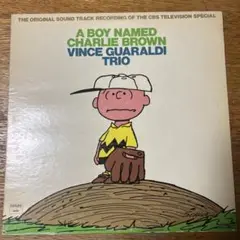 THE ORIGINAL SOUND TRACK RECORDING OF THE CBS TELEVISION SPECIAL
A BOY NAMED
CHARLIE BROWN
VINCE GUARALDI
TRIO